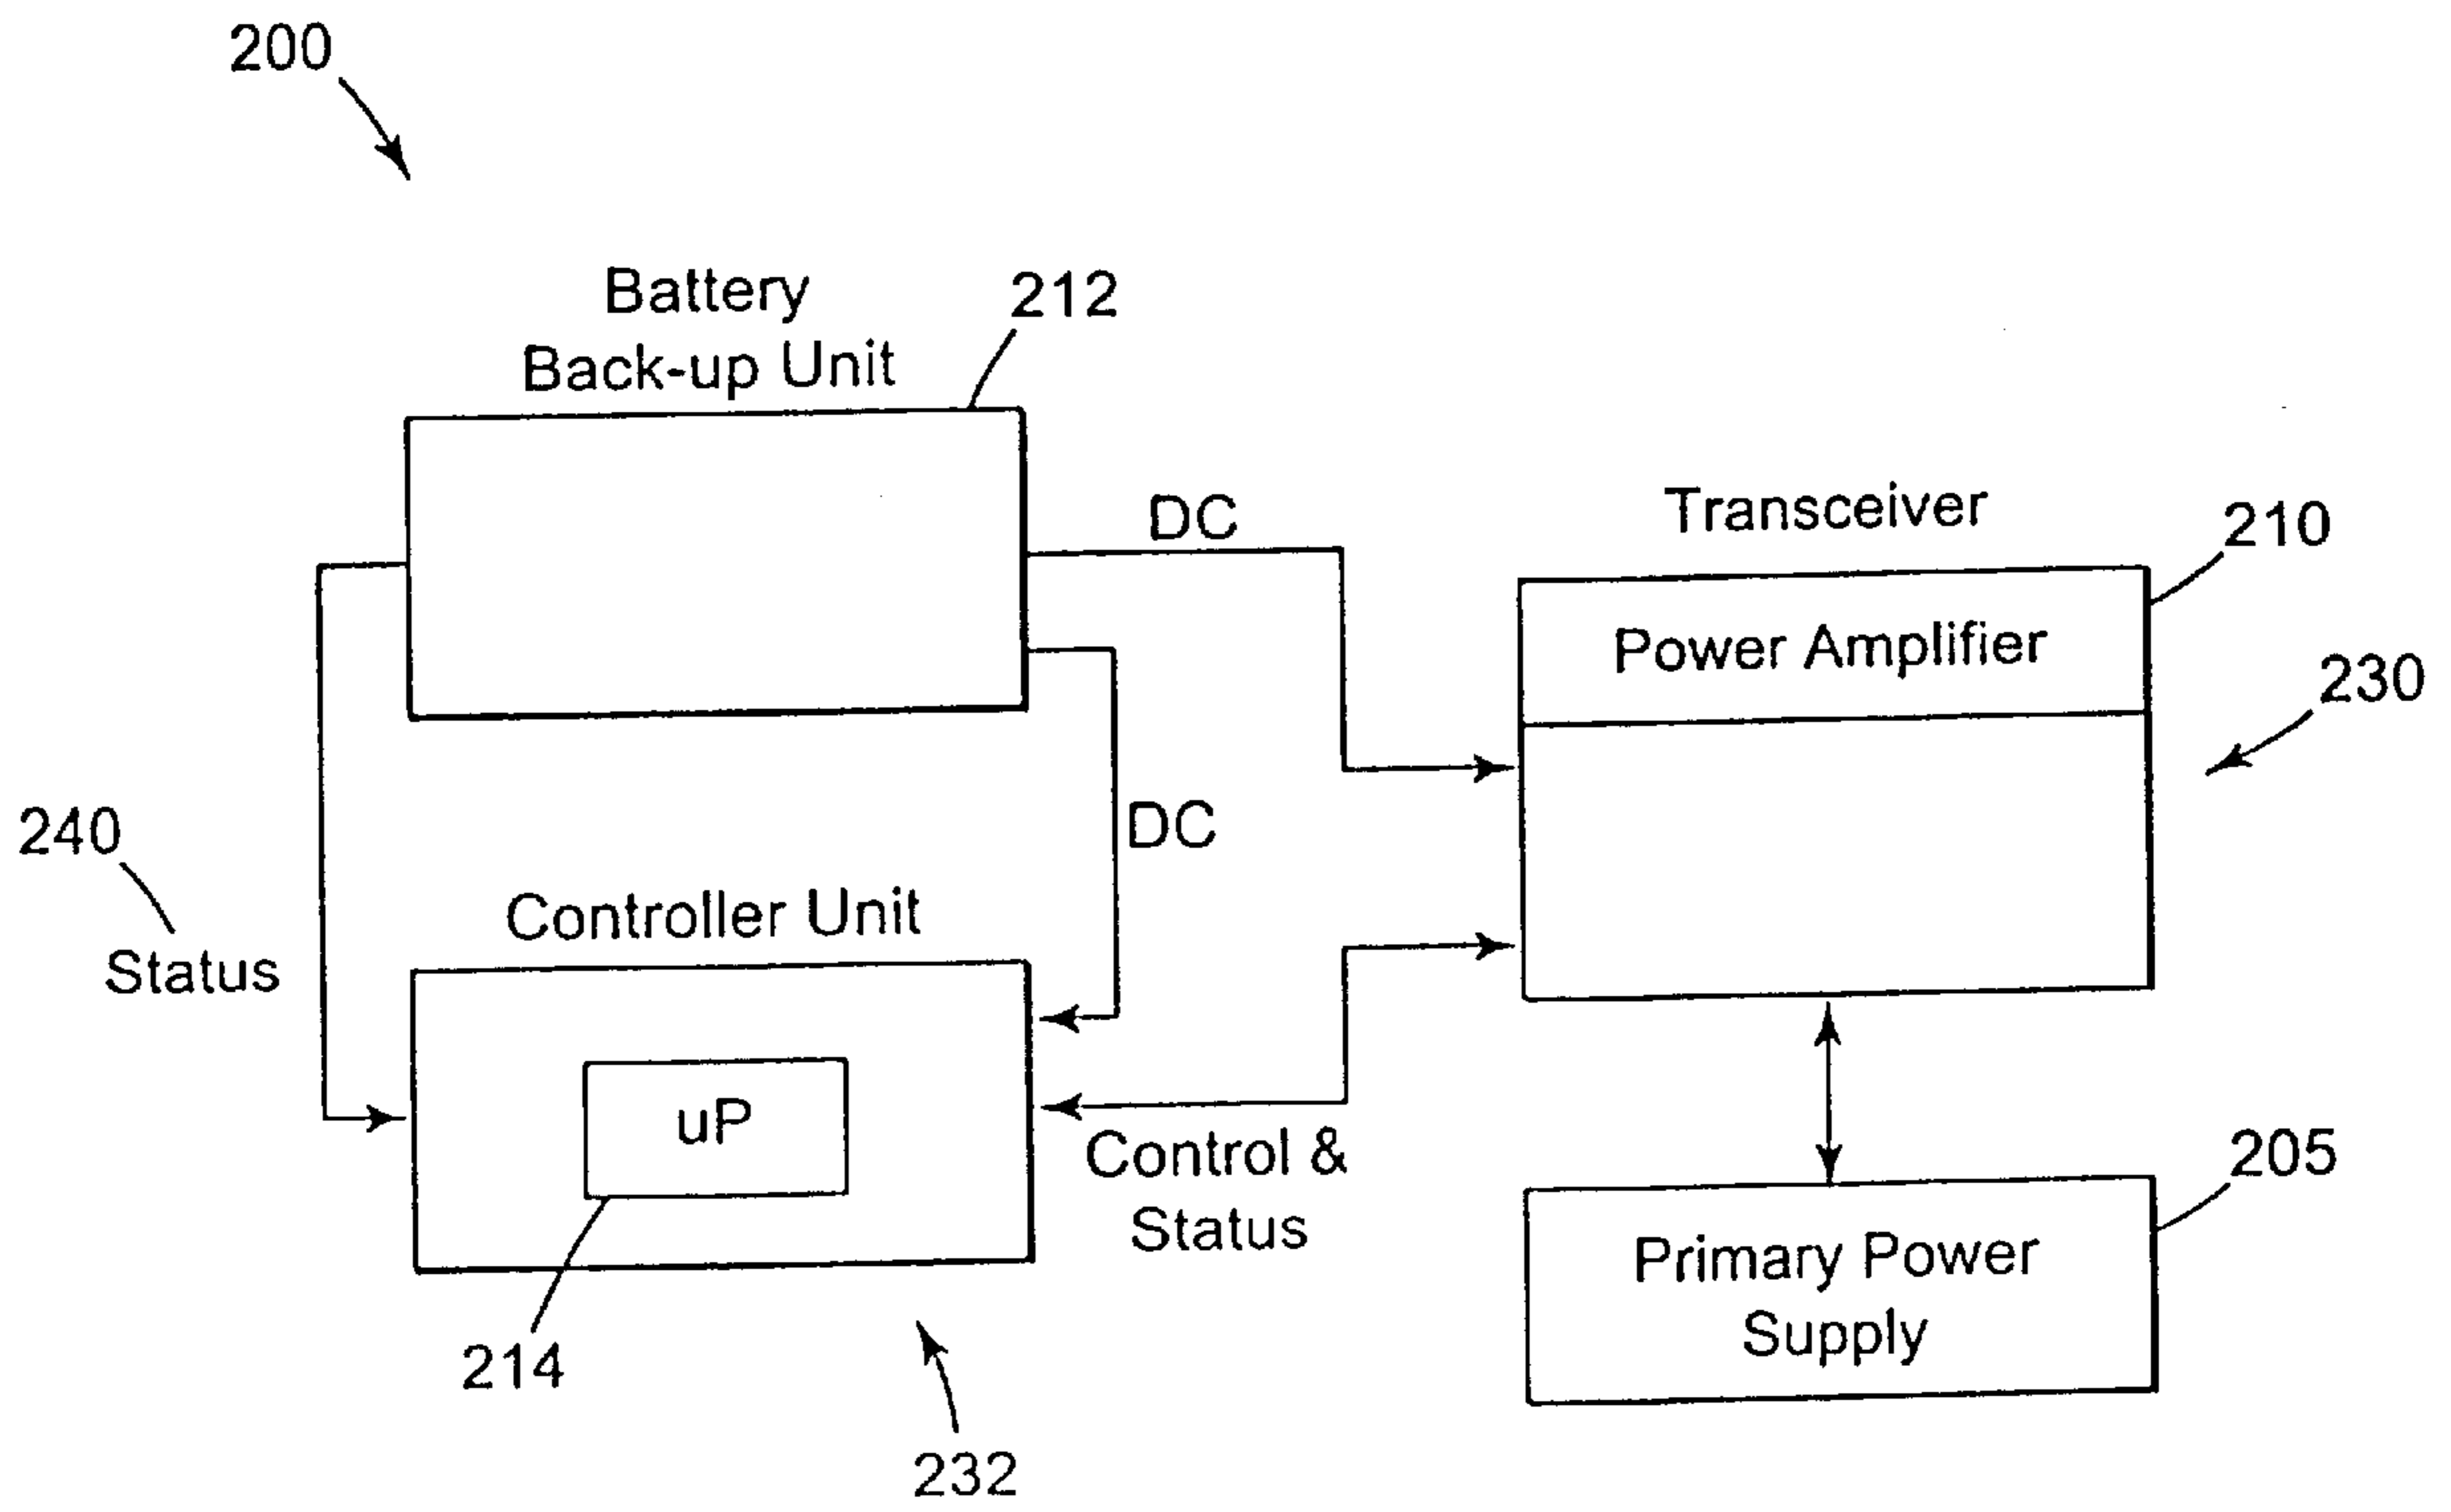 200
Battery
Back-up Unit
212
DC
Transceiver
210
Power Amplifier
230
DC
240
Status
Controller Unit
uP
Control &
Status
214
232
205
Primary Power
Supply